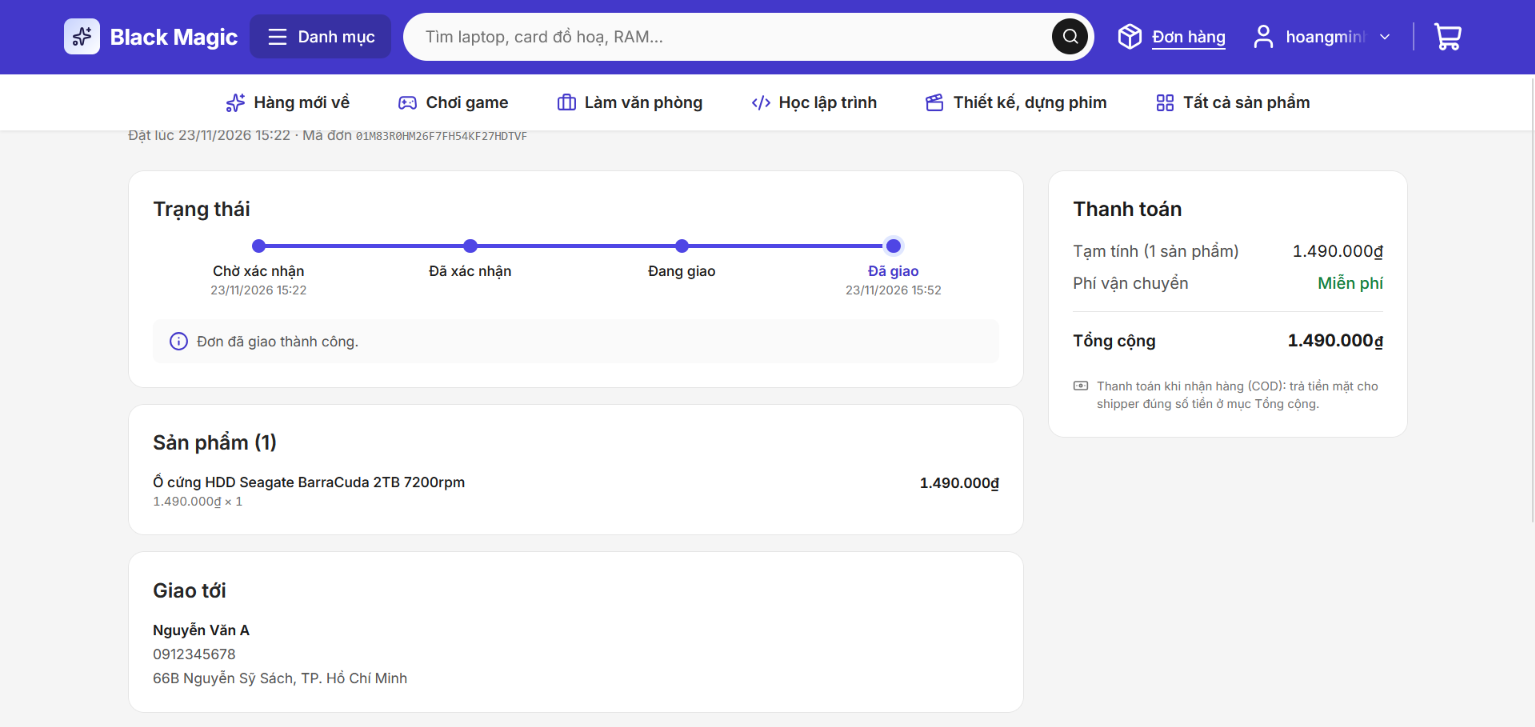 Black Magic
Danh mục
Tìm laptop, card đồ hoạ, RAM...
Đơn hàng
Hàng mới về
Chơi game
Làm văn phòng
Học lập trình
Thiết kế, dựng phim
Tất cả sản phẩm
Đặt lúc 23/11/2026 15:22 · Mã đơn 01M83R0HM26F7FH54KF27HDTVF
Trạng thái
Chờ xác nhận
23/11/2026 15:22
Đã xác nhận
Đang giao
Đã giao
23/11/2026 15:52
Đơn đã giao thành công.
Sản phẩm (1)
Ổ cứng HDD Seagate BarraCuda 2TB 7200rpm 1.490.000₫
1.490.000₫ × 1
Giao tới
Nguyễn Văn A
0912345678
66B Nguyễn Sỹ Sách, TP. Hồ Chí Minh
Thanh toán
Tạm tính (1 sản phẩm) 1.490.000₫
Phí vận chuyển Miễn phí
Tổng cộng 1.490.000₫
Thanh toán khi nhận hàng (COD): trả tiền mặt cho
shipper đúng số tiền ở mục Tổng cộng.